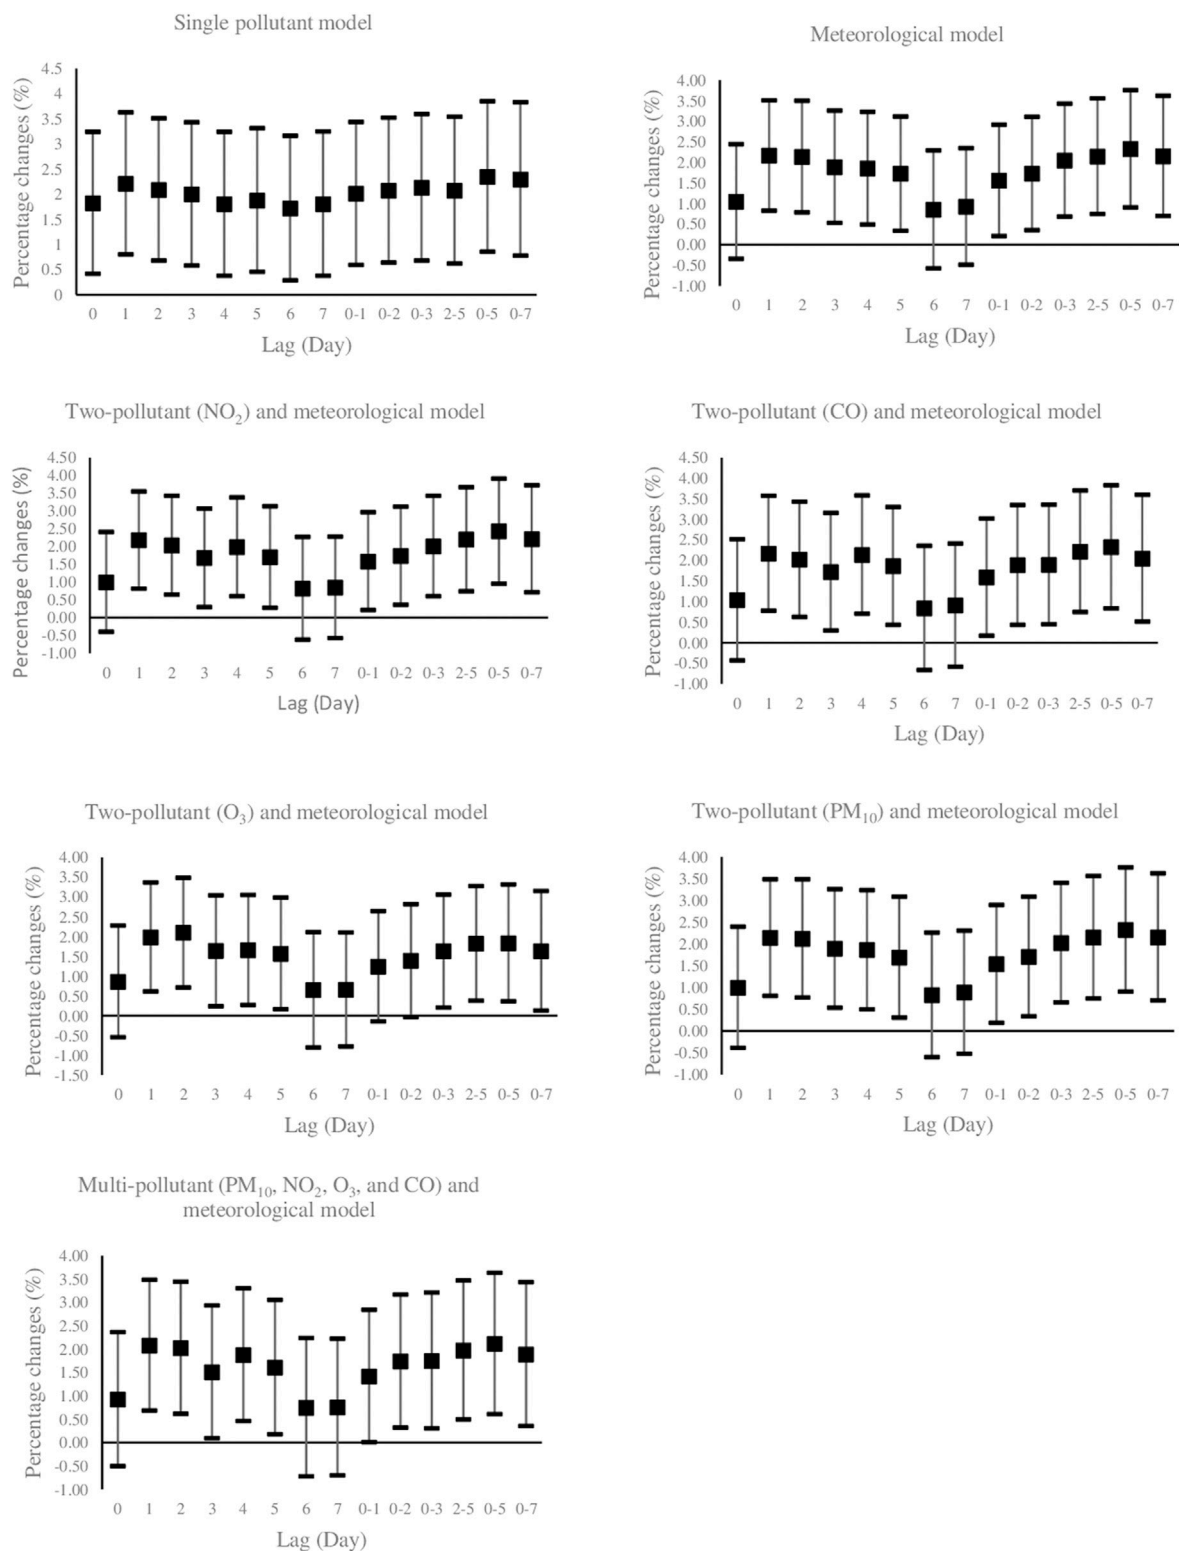 Single pollutant model
Percentage changes (%)
4.5
4
3.5
3
2.5
2
1.5
1
0.5
0
0 1 2 3 4 5 6 7 0-1 0-2 0-3 2-5 0-5 0-7
Lag (Day)
Meteorological model
Percentage changes (%)
4.00
3.50
3.00
2.50
2.00
1.50
1.00
0.50
0.00
-0.50
-1.00
0 1 2 3 4 5 6 7 0-1 0-2 0-3 2-5 0-5 0-7
Lag (Day)
Two-pollutant (NO₂) and meteorological model
Percentage changes (%)
4.50
4.00
3.50
3.00
2.50
2.00
1.50
1.00
0.50
0.00
-0.50
-1.00
0 1 2 3 4 5 6 7 0-1 0-2 0-3 2-5 0-5 0-7
Lag (Day)
Two-pollutant (CO) and meteorological model
Percentage changes (%)
4.50
4.00
3.50
3.00
2.50
2.00
1.50
1.00
0.50
0.00
-0.50
-1.00
0 1 2 3 4 5 6 7 0-1 0-2 0-3 2-5 0-5 0-7
Lag (Day)
Two-pollutant (O₃) and meteorological model
Percentage changes (%)
4.00
3.50
3.00
2.50
2.00
1.50
1.00
0.50
0.00
-0.50
-1.00
-1.50
0 1 2 3 4 5 6 7 0-1 0-2 0-3 2-5 0-5 0-7
Lag (Day)
Two-pollutant (PM₁₀) and meteorological model
Percentage changes (%)
4.00
3.50
3.00
2.50
2.00
1.50
1.00
0.50
0.00
-0.50
-1.00
0 1 2 3 4 5 6 7 0-1 0-2 0-3 2-5 0-5 0-7
Lag (Day)
Multi-pollutant (PM₁₀, NO₂, O₃, and CO) and
meteorological model
Percentage changes (%)
4.00
3.50
3.00
2.50
2.00
1.50
1.00
0.50
0.00
-0.50
-1.00
0 1 2 3 4 5 6 7 0-1 0-2 0-3 2-5 0-5 0-7
Lag (Day)